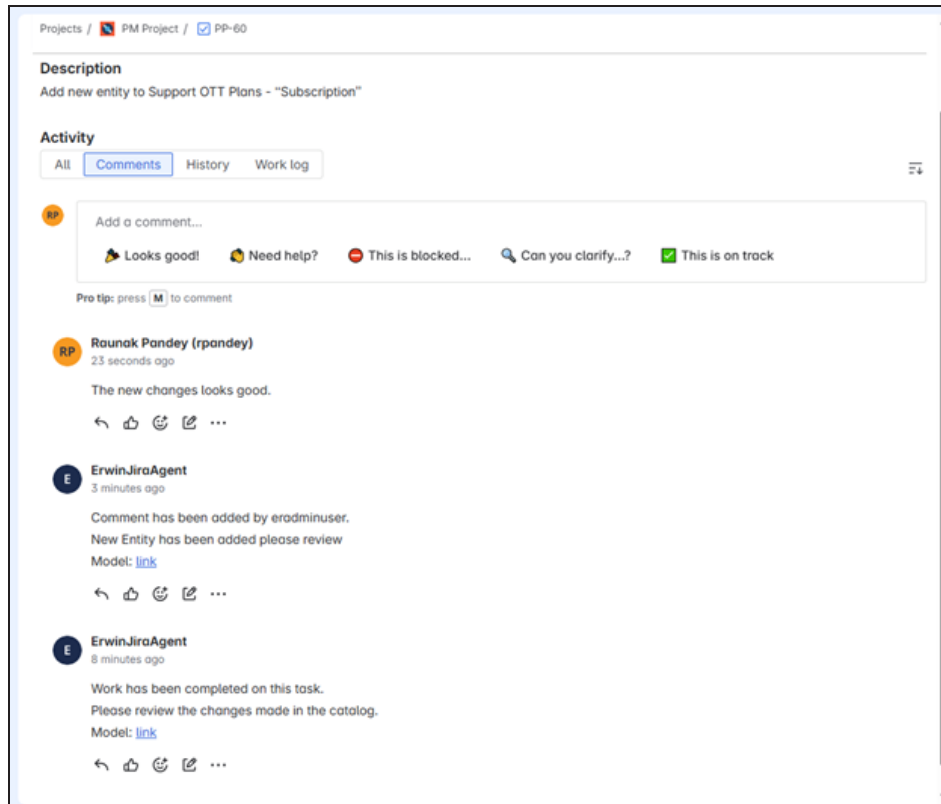 Projects / PM Project / PP-60
Description
Add new entity to Support OTT Plans - "Subscription"
Activity
All Comments History Work log
RP
Add a comment...
Looks good! Need help? This is blocked... Can you clarify...? This is on track
Pro tip: press M to comment
RP Raunak Pandey (rpandey)
23 seconds ago
The new changes looks good.
E ErwinJiraAgent
3 minutes ago
Comment has been added by eradminuser.
New Entity has been added please review
Model: link
E ErwinJiraAgent
8 minutes ago
Work has been completed on this task.
Please review the changes made in the catalog.
Model: link